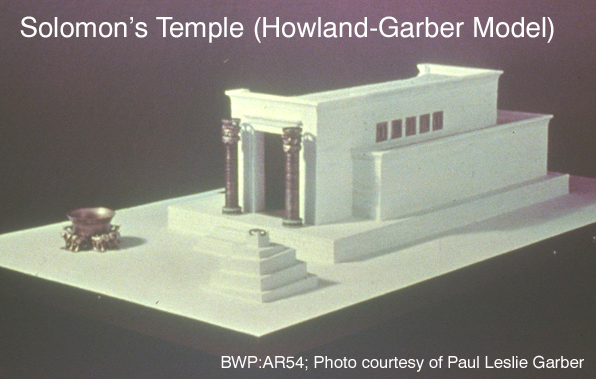 Solomon’s Temple (Howland-Garber Model)
BWP:AR54; Photo courtesy of Paul Leslie Garber